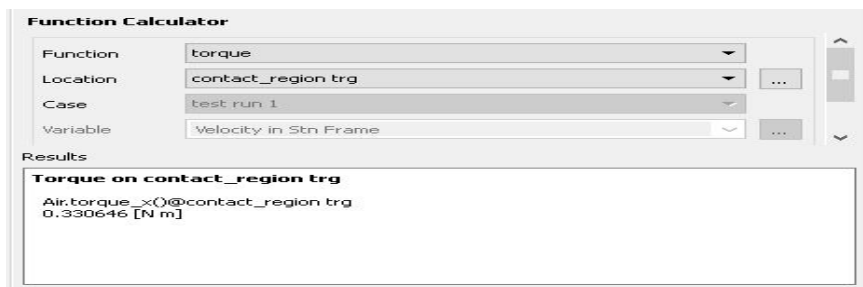 Function Calculator
Function torque
Location contact_region trg ...
Case test run 1
Variable Velocity in Stn Frame ...
Results
Torque on contact_region trg
Air.torque_x()@contact_region trg
0.330646 [N m]